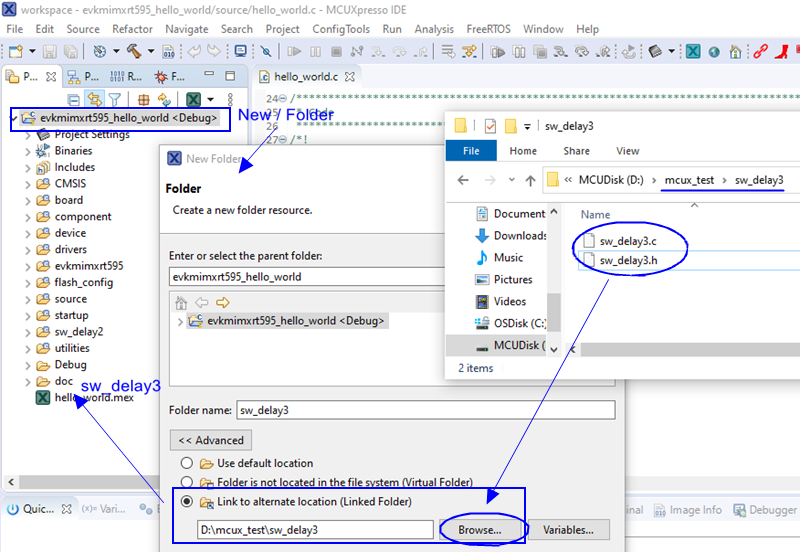 workspace - evkmimxrt595_hello_world/source/hello_world.c - MCUXpresso IDE
File Edit Source Refactor Navigate Search Project ConfigTools Run Analysis FreeRTOS Window Help
P... P... R... F...
hello_world.c
evkmimxrt595_hello_world <Debug>
New / Folder
Project Settings
Binaries
Includes
CMSIS
board
component
device
drivers
evkmimxrt595
flash_config
source
startup
sw_delay2
utilities
Debug
doc
sw_delay3
hello_world.mex
24 /***
25 * Code
26 ***
27 /*!
New Folder
Folder
Create a new folder resource.
Enter or select the parent folder:
evkmimxrt595_hello_world
evkmimxrt595_hello_world <Debug>
Folder name: sw_delay3
<< Advanced
Use default location
Folder is not located in the file system (Virtual Folder)
Link to alternate location (Linked Folder)
D:\mcux_test\sw_delay3 Browse... Variables...
sw_delay3
File Home Share View
« MCUDisk (D:) > mcux_test > sw_delay3
Document
Downloads
Music
Pictures
Videos
OSDisk (C:)
MCUDisk (
Name
sw_delay3.c
sw_delay3.h
2 items
Quic... (x)= Vari... Bo nal Image Info Debugger